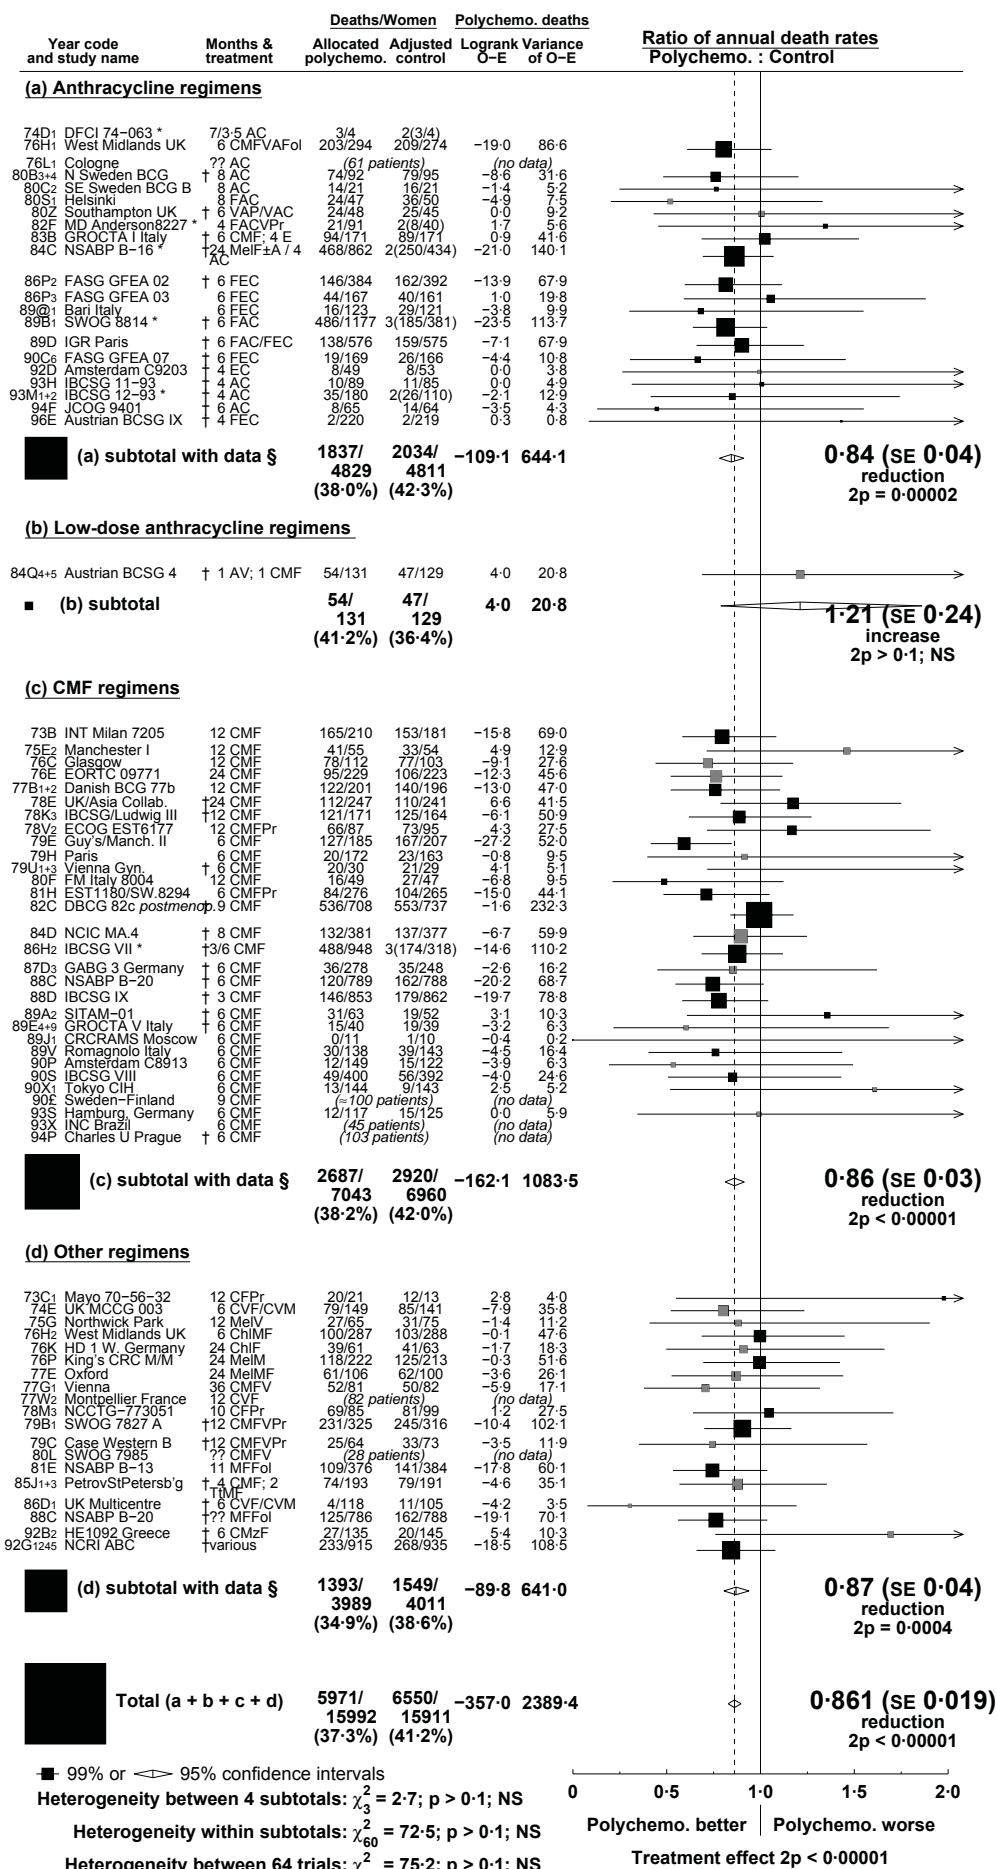 Deaths/Women Polychemo. deaths
Year code Months & Allocated Adjusted Logrank Variance Ratio of annual death rates
and study name treatment polychemo. control O−E of O−E Polychemo. : Control
(a) Anthracycline regimens
74D1 DFCI 74−063 * 7/3·5 AC 3/4 2(3/4)
76H1 West Midlands UK 6 CMFVAFol 203/294 209/274 −19·0 86·6
76L1 Cologne ?? AC (61 patients) (no data)
80B3+4 N Sweden BCG † 8 AC 74/92 79/95 −8·6 31·6
80C2 SE Sweden BCG B 8 AC 14/21 16/21 −1·4 5·2
80S1 Helsinki 8 FAC 24/47 36/50 −4·9 7·5
80Z Southampton UK † 6 VAP/VAC 24/48 25/45 0·0 9·2
82F MD Anderson8227 * 4 FACVPr 21/91 2(8/40) 1·7 5·6
83B GROCTA I Italy †6 CMF; 4 E 94/171 89/171 0·9 41·6
84C NSABP B−16 * †24 MelF±A / 4 468/862 2(250/434) −21·0 140·1
AC
86P2 FASG GFEA 02 † 6 FEC 146/384 162/392 −13·9 67·9
86P3 FASG GFEA 03 6 FEC 44/167 40/161 1·0 19·8
89@1 Bari Italy 6 FEC 16/123 29/121 −3·8 9·9
89B1 SWOG 8814 * † 6 FAC 486/1177 3(185/381) −23·5 113·7
89D IGR Paris † 6 FAC/FEC 138/576 159/575 −7·1 67·9
90C6 FASG GFEA 07 † 6 FEC 19/169 26/166 −4·4 10·8
92D Amsterdam C9203 † 4 EC 8/49 8/53 0·0 3·8
93H IBCSG 11−93 † 4 AC 10/89 11/85 0·0 4·9
93M1+2 IBCSG 12−93 * † 4 AC 35/180 2(26/110) −2·1 12·9
94F JCOG 9401 † 6 AC 8/65 14/64 −3·5 4·3
96E Austrian BCSG IX † 4 FEC 2/220 2/219 0·3 0·8
(a) subtotal with data § 1837/ 2034/ −109·1 644·1 0·84 (SE 0·04)
4829 4811 reduction
(38·0%) (42·3%) 2p = 0·00002
(b) Low-dose anthracycline regimens
84Q4+5 Austrian BCSG 4 † 1 AV; 1 CMF 54/131 47/129 4·0 20·8
(b) subtotal 54/ 47/ 4·0 20·8 1·21 (SE 0·24)
131 129 increase
(41·2%) (36·4%) 2p > 0·1; NS
(c) CMF regimens
73B INT Milan 7205 12 CMF 165/210 153/181 −15·8 69·0
75E2 Manchester I 12 CMF 41/55 33/54 4·9 12·9
76C Glasgow 12 CMF 78/112 77/103 −9·1 27·6
76E EORTC 09771 24 CMF 95/229 106/223 −12·3 45·6
77B1+2 Danish BCG 77b 12 CMF 122/201 140/196 −13·0 47·0
78E UK/Asia Collab. †24 CMF 112/247 110/241 6·6 41·5
78K3 IBCSG/Ludwig III †12 CMF 121/171 125/164 −6·1 50·9
78V2 ECOG EST6177 12 CMFPr 66/87 73/95 4·3 27·5
79E Guy's/Manch. II 6 CMF 127/185 167/207 −27·2 52·0
79H Paris 6 CMF 20/172 23/163 −0·8 9·5
79U1+3 Vienna Gyn. † 6 CMF 20/30 21/29 4·1 5·1
80F FM Italy 8004 12 CMF 16/49 27/47 −6·8 9·5
81H EST1180/SW.8294 6 CMFPr 84/276 104/265 −15·0 44·1
82C DBCG 82c postmenop. † 9 CMF 536/708 553/737 −1·6 232·3
84D NCIC MA.4 † 8 CMF 132/381 137/377 −6·7 59·9
86H2 IBCSG VII * †3/6 CMF 488/948 3(174/318) −14·6 110·2
87D3 GABG 3 Germany † 6 CMF 36/278 35/248 −2·6 16·2
88C NSABP B−20 † 6 CMF 120/789 162/788 −20·2 68·7
88D IBCSG IX † 3 CMF 146/853 179/862 −19·7 78·8
89A2 SITAM−01 † 6 CMF 31/63 19/52 3·1 10·3
89E4+9 GROCTA V Italy † 6 CMF 15/40 19/39 −3·2 6·3
89J1 CRCRAMS Moscow 6 CMF 0/11 1/10 −0·4 0·2
89V Romagnolo Italy 6 CMF 30/138 39/143 −4·5 16·4
90P Amsterdam C8913 6 CMF 12/149 15/122 −3·9 6·3
90S IBCSG VIII 6 CMF 49/400 56/392 −4·0 24·6
90X1 Tokyo CIH 6 CMF 13/144 9/143 2·5 5·2
90£ Sweden−Finland 9 CMF (≈100 patients) (no data)
93S Hamburg, Germany 6 CMF 12/117 15/125 0·0 5·9
93X INC Brazil 6 CMF (45 patients) (no data)
94P Charles U Prague † 6 CMF (103 patients) (no data)
(c) subtotal with data § 2687/ 2920/ −162·1 1083·5 0·86 (SE 0·03)
7043 6960 reduction
(38·2%) (42·0%) 2p < 0·00001
(d) Other regimens
73C1 Mayo 70−56−32 12 CFPr 20/21 12/13 2·8 4·0
74E UK MCCG 003 6 CVF/CVM 79/149 85/141 −7·9 35·8
75G Northwick Park 12 MelV 27/65 31/75 −1·4 11·2
76H2 West Midlands UK 6 ChlMF 100/287 103/288 −0·1 47·6
76K HD 1 W. Germany 24 ChlF 39/61 41/63 −1·7 18·3
76P King's CRC M/M 24 MelM 118/222 125/213 −0·3 51·6
77E Oxford 24 MelMF 61/106 62/100 −3·6 26·1
77G1 Vienna 36 CMFV 52/81 50/82 −5·9 17·1
77W2 Montpellier France 12 CVF (82 patients) (no data)
78M3 NCCTG−773051 10 CFPr 69/85 81/99 1·2 27·5
79B1 SWOG 7827 A †12 CMFVPr 231/325 245/316 −10·4 102·1
79C Case Western B †12 CMFVPr 25/64 33/73 −3·5 11·9
80L SWOG 7985 ?? CMFV (28 patients) (no data)
81E NSABP B−13 11 MFFol 109/376 141/384 −17·8 60·1
85J1+3 PetrovStPetersb'g † 4 CMF; 2 74/193 79/191 −4·6 35·1
TtMF
86D1 UK Multicentre † 6 CVF/CVM 4/118 11/105 −4·2 3·5
88C NSABP B−20 †?? MFFol 125/786 162/788 −19·1 70·1
92B2 HE1092 Greece † 6 CMzF 27/135 20/145 5·4 10·3
92G1245 NCRI ABC †various 233/915 268/935 −18·5 108·5
(d) subtotal with data § 1393/ 1549/ −89·8 641·0 0·87 (SE 0·04)
3989 4011 reduction
(34·9%) (38·6%) 2p = 0·0004
Total (a + b + c + d) 5971/ 6550/ −357·0 2389·4 0·861 (SE 0·019)
15992 15911 reduction
(37·3%) (41·2%) 2p < 0·00001
99% or 95% confidence intervals
0 0·5 1·0 1·5 2·0
Heterogeneity between 4 subtotals: χ²₃ = 2·7; p > 0·1; NS
Polychemo. better Polychemo. worse
Heterogeneity within subtotals: χ²₆₀ = 72·5; p > 0·1; NS
Treatment effect 2p < 0·00001
Heterogeneity between 64 trials: χ² = 75·2; p > 0·1; NS